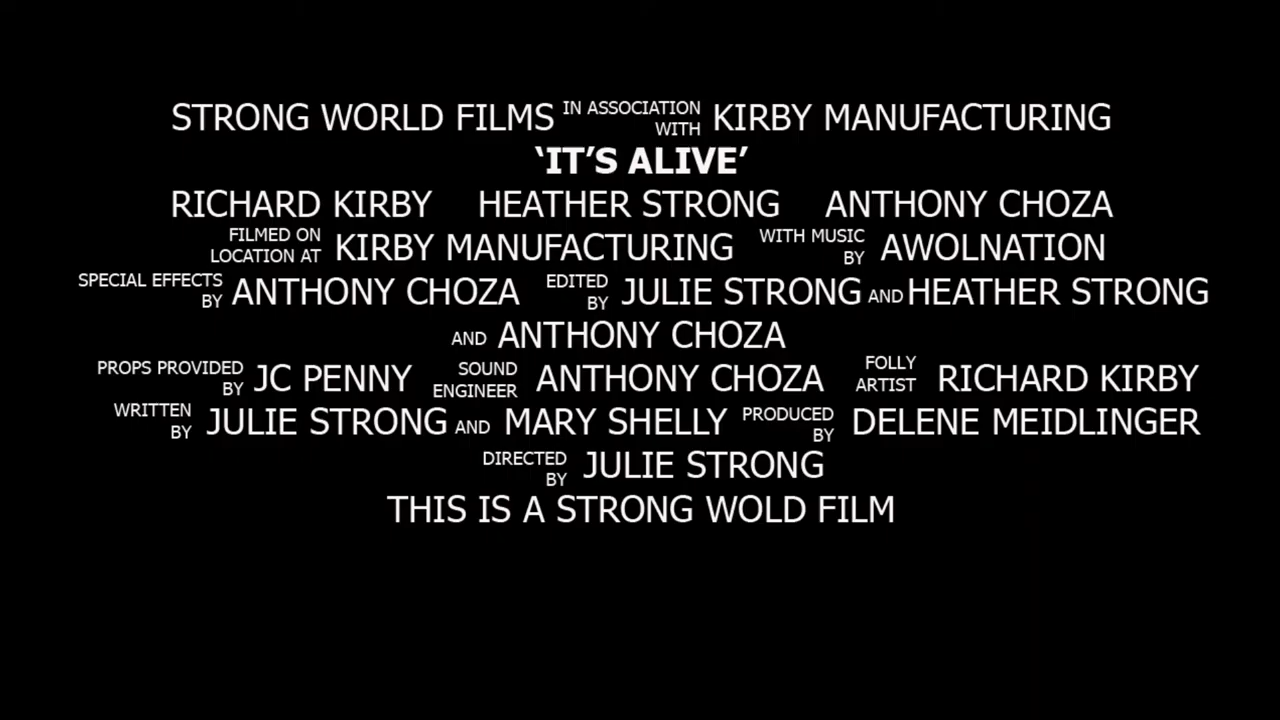 STRONG WORLD FILMS IN ASSOCIATION WITH KIRBY MANUFACTURING
‘IT’S ALIVE’
RICHARD KIRBY HEATHER STRONG ANTHONY CHOZA
FILMED ON LOCATION AT KIRBY MANUFACTURING WITH MUSIC BY AWOLNATION
SPECIAL EFFECTS BY ANTHONY CHOZA EDITED BY JULIE STRONG AND HEATHER STRONG
AND ANTHONY CHOZA
PROPS PROVIDED BY JC PENNY SOUND ENGINEER ANTHONY CHOZA FOLLY ARTIST RICHARD KIRBY
WRITTEN BY JULIE STRONG AND MARY SHELLY PRODUCED BY DELENE MEIDLINGER
DIRECTED BY JULIE STRONG
THIS IS A STRONG WOLD FILM